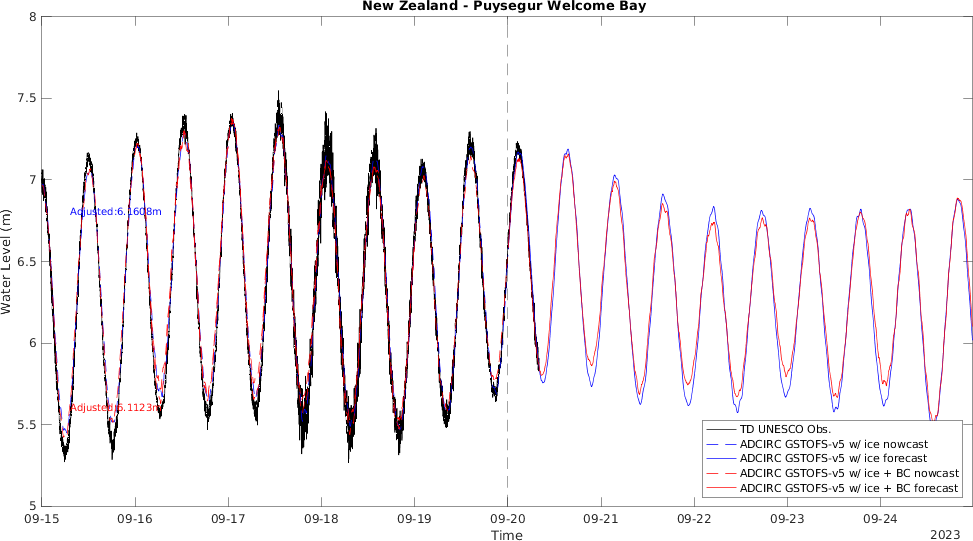 New Zealand - Puysegur Welcome Bay
8
7.5
7
6.5
6
5.5
5
Water Level (m)
Adjusted:6.1608m
Adjusted:6.1123m
TD UNESCO Obs.
ADCIRC GSTOFS-v5 w/ ice nowcast
ADCIRC GSTOFS-v5 w/ ice forecast
ADCIRC GSTOFS-v5 w/ ice + BC nowcast
ADCIRC GSTOFS-v5 w/ ice + BC forecast
09-15 09-16 09-17 09-18 09-19 09-20 09-21 09-22 09-23 09-24
Time
2023